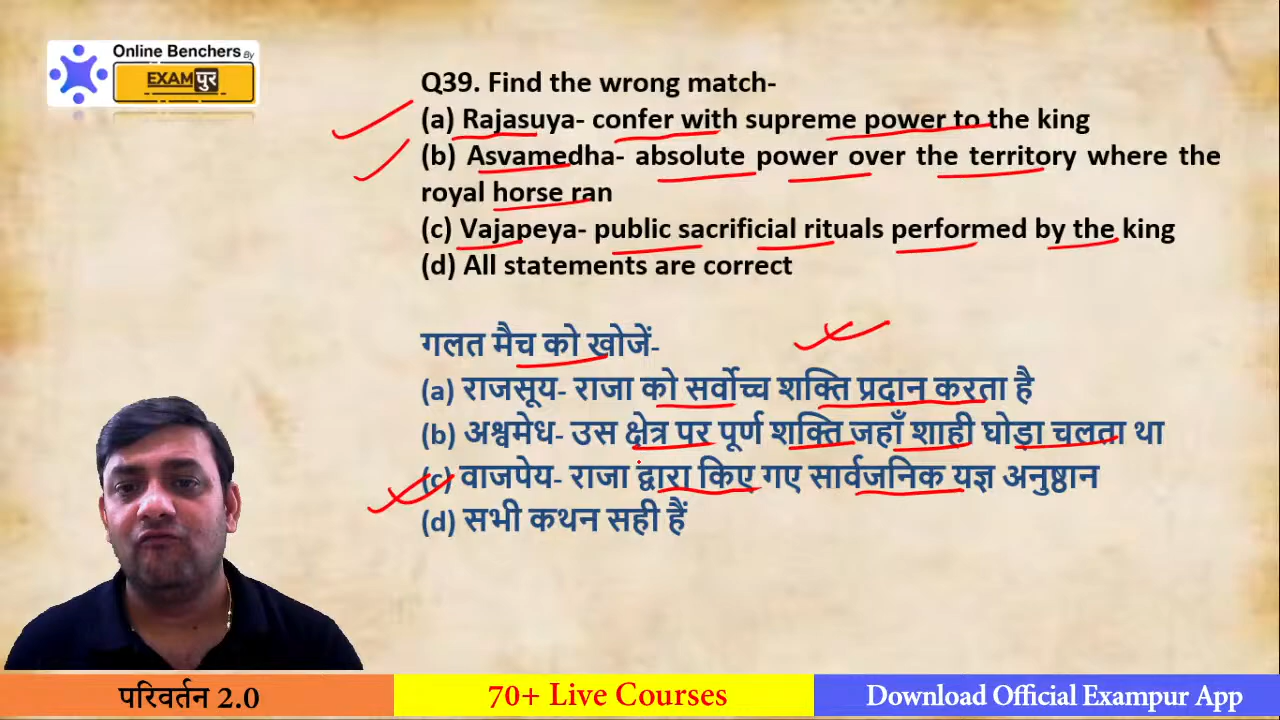 Online Benchers By
EXAMपुर
Q39. Find the wrong match-
(a) Rajasuya- confer with supreme power to the king
(b) Asvamedha- absolute power over the territory where the
royal horse ran
(c) Vajapeya- public sacrificial rituals performed by the king
(d) All statements are correct
गलत मैच को खोजें-
(a) राजसूय- राजा को सर्वोच्च शक्ति प्रदान करता है
(b) अश्वमेध- उस क्षेत्र पर पूर्ण शक्ति जहाँ शाही घोड़ा चलता था
(c) वाजपेय- राजा द्वारा किए गए सार्वजनिक यज्ञ अनुष्ठान
(d) सभी कथन सही हैं
परिवर्तन 2.0
70+ Live Courses
Download Official Exampur App